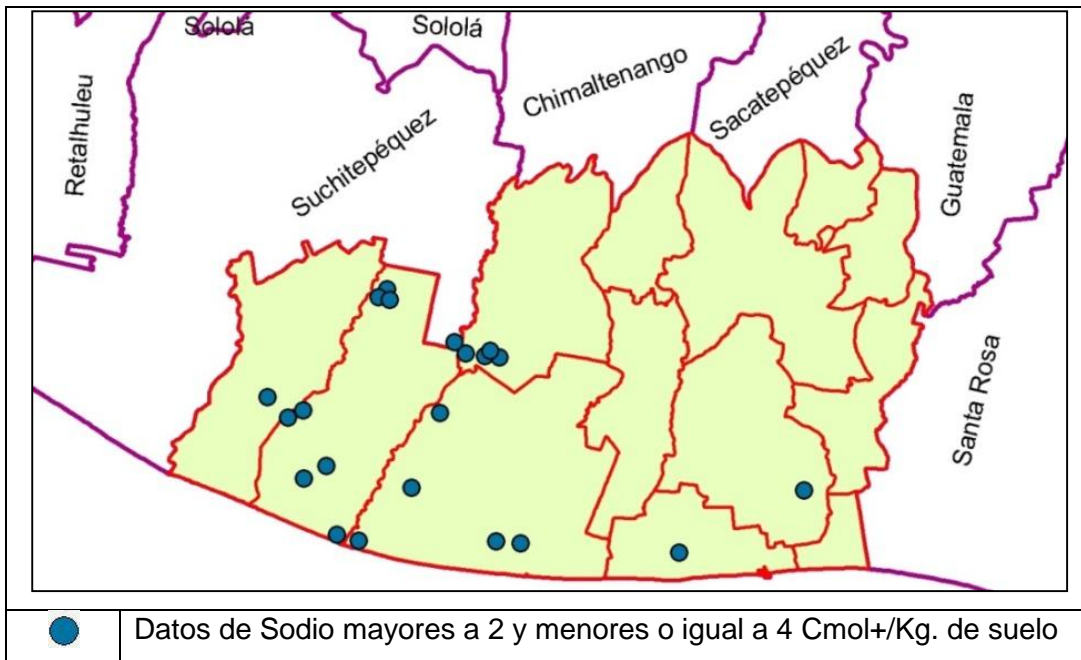 Sololá
Sololá
Chimaltenango
Sacatepéquez
Retalhuleu
Suchitepéquez
Guatemala
Santa Rosa
Datos de Sodio mayores a 2 y menores o igual a 4 Cmol+/Kg. de suelo